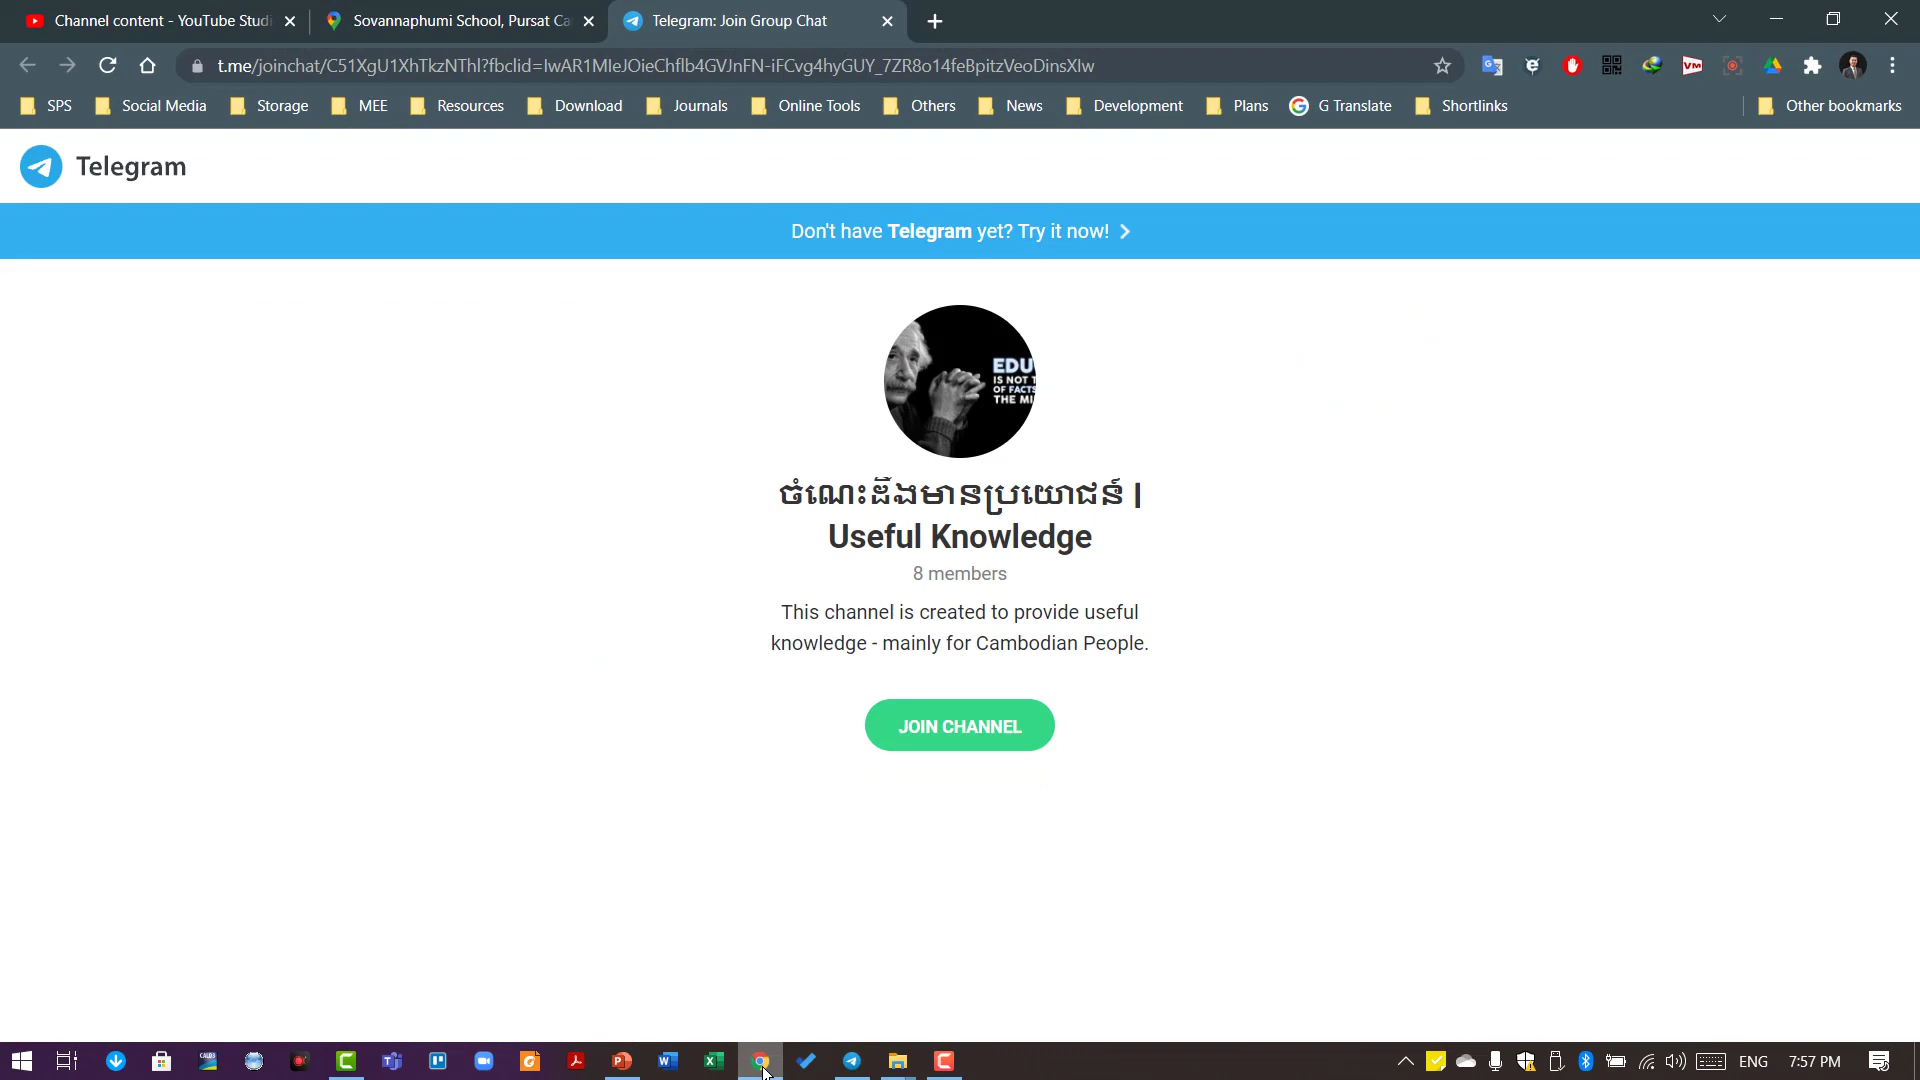 Channel content - YouTube Studi
Sovannaphumi School, Pursat Ca
Telegram: Join Group Chat
t.me/joinchat/C51XgU1XhTkzNThl?fbclid=IwAR1MIeJOieChfIb4GVJnFN-iFCvg4hyGUY_7ZR8o14feBpitzVeoDinsXIw
SPS
Social Media
Storage
MEE
Resources
Download
Journals
Online Tools
Others
News
Development
Plans
G Translate
Shortlinks
Other bookmarks
Telegram
Don't have Telegram yet? Try it now!
EDU
IS NOT T
OF FACTS
THE MI
ចំណេះដឹងមានប្រយោជន៍ |
Useful Knowledge
8 members
This channel is created to provide useful
knowledge - mainly for Cambodian People.
JOIN CHANNEL
ENG
7:57 PM